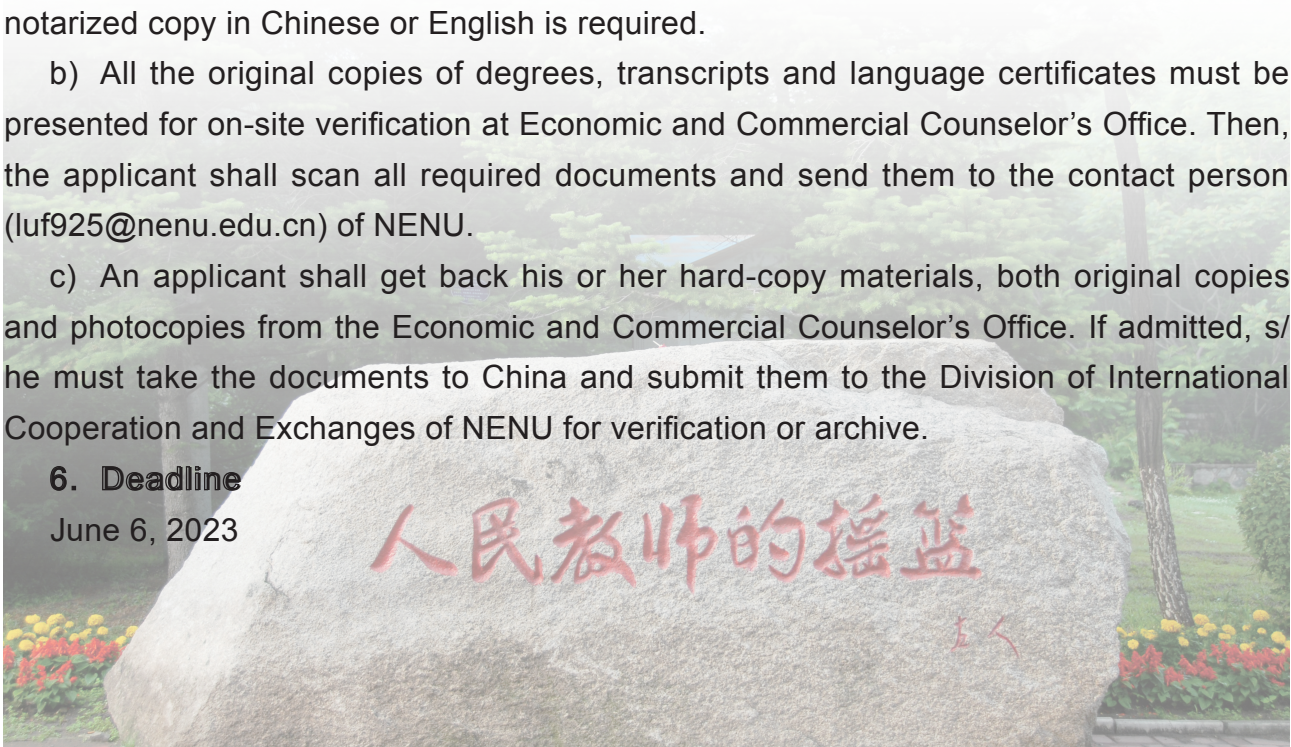 notarized copy in Chinese or English is required.
b) All the original copies of degrees, transcripts and language certificates must be
presented for on-site verification at Economic and Commercial Counselor's Office. Then,
the applicant shall scan all required documents and send them to the contact person
(luf925@nenu.edu.cn) of NENU.
c) An applicant shall get back his or her hard-copy materials, both original copies
and photocopies from the Economic and Commercial Counselor's Office. If admitted, s/
he must take the documents to China and submit them to the Division of International
Cooperation and Exchanges of NENU for verification or archive.
6. Deadline
June 6, 2023
人民教师的摇篮